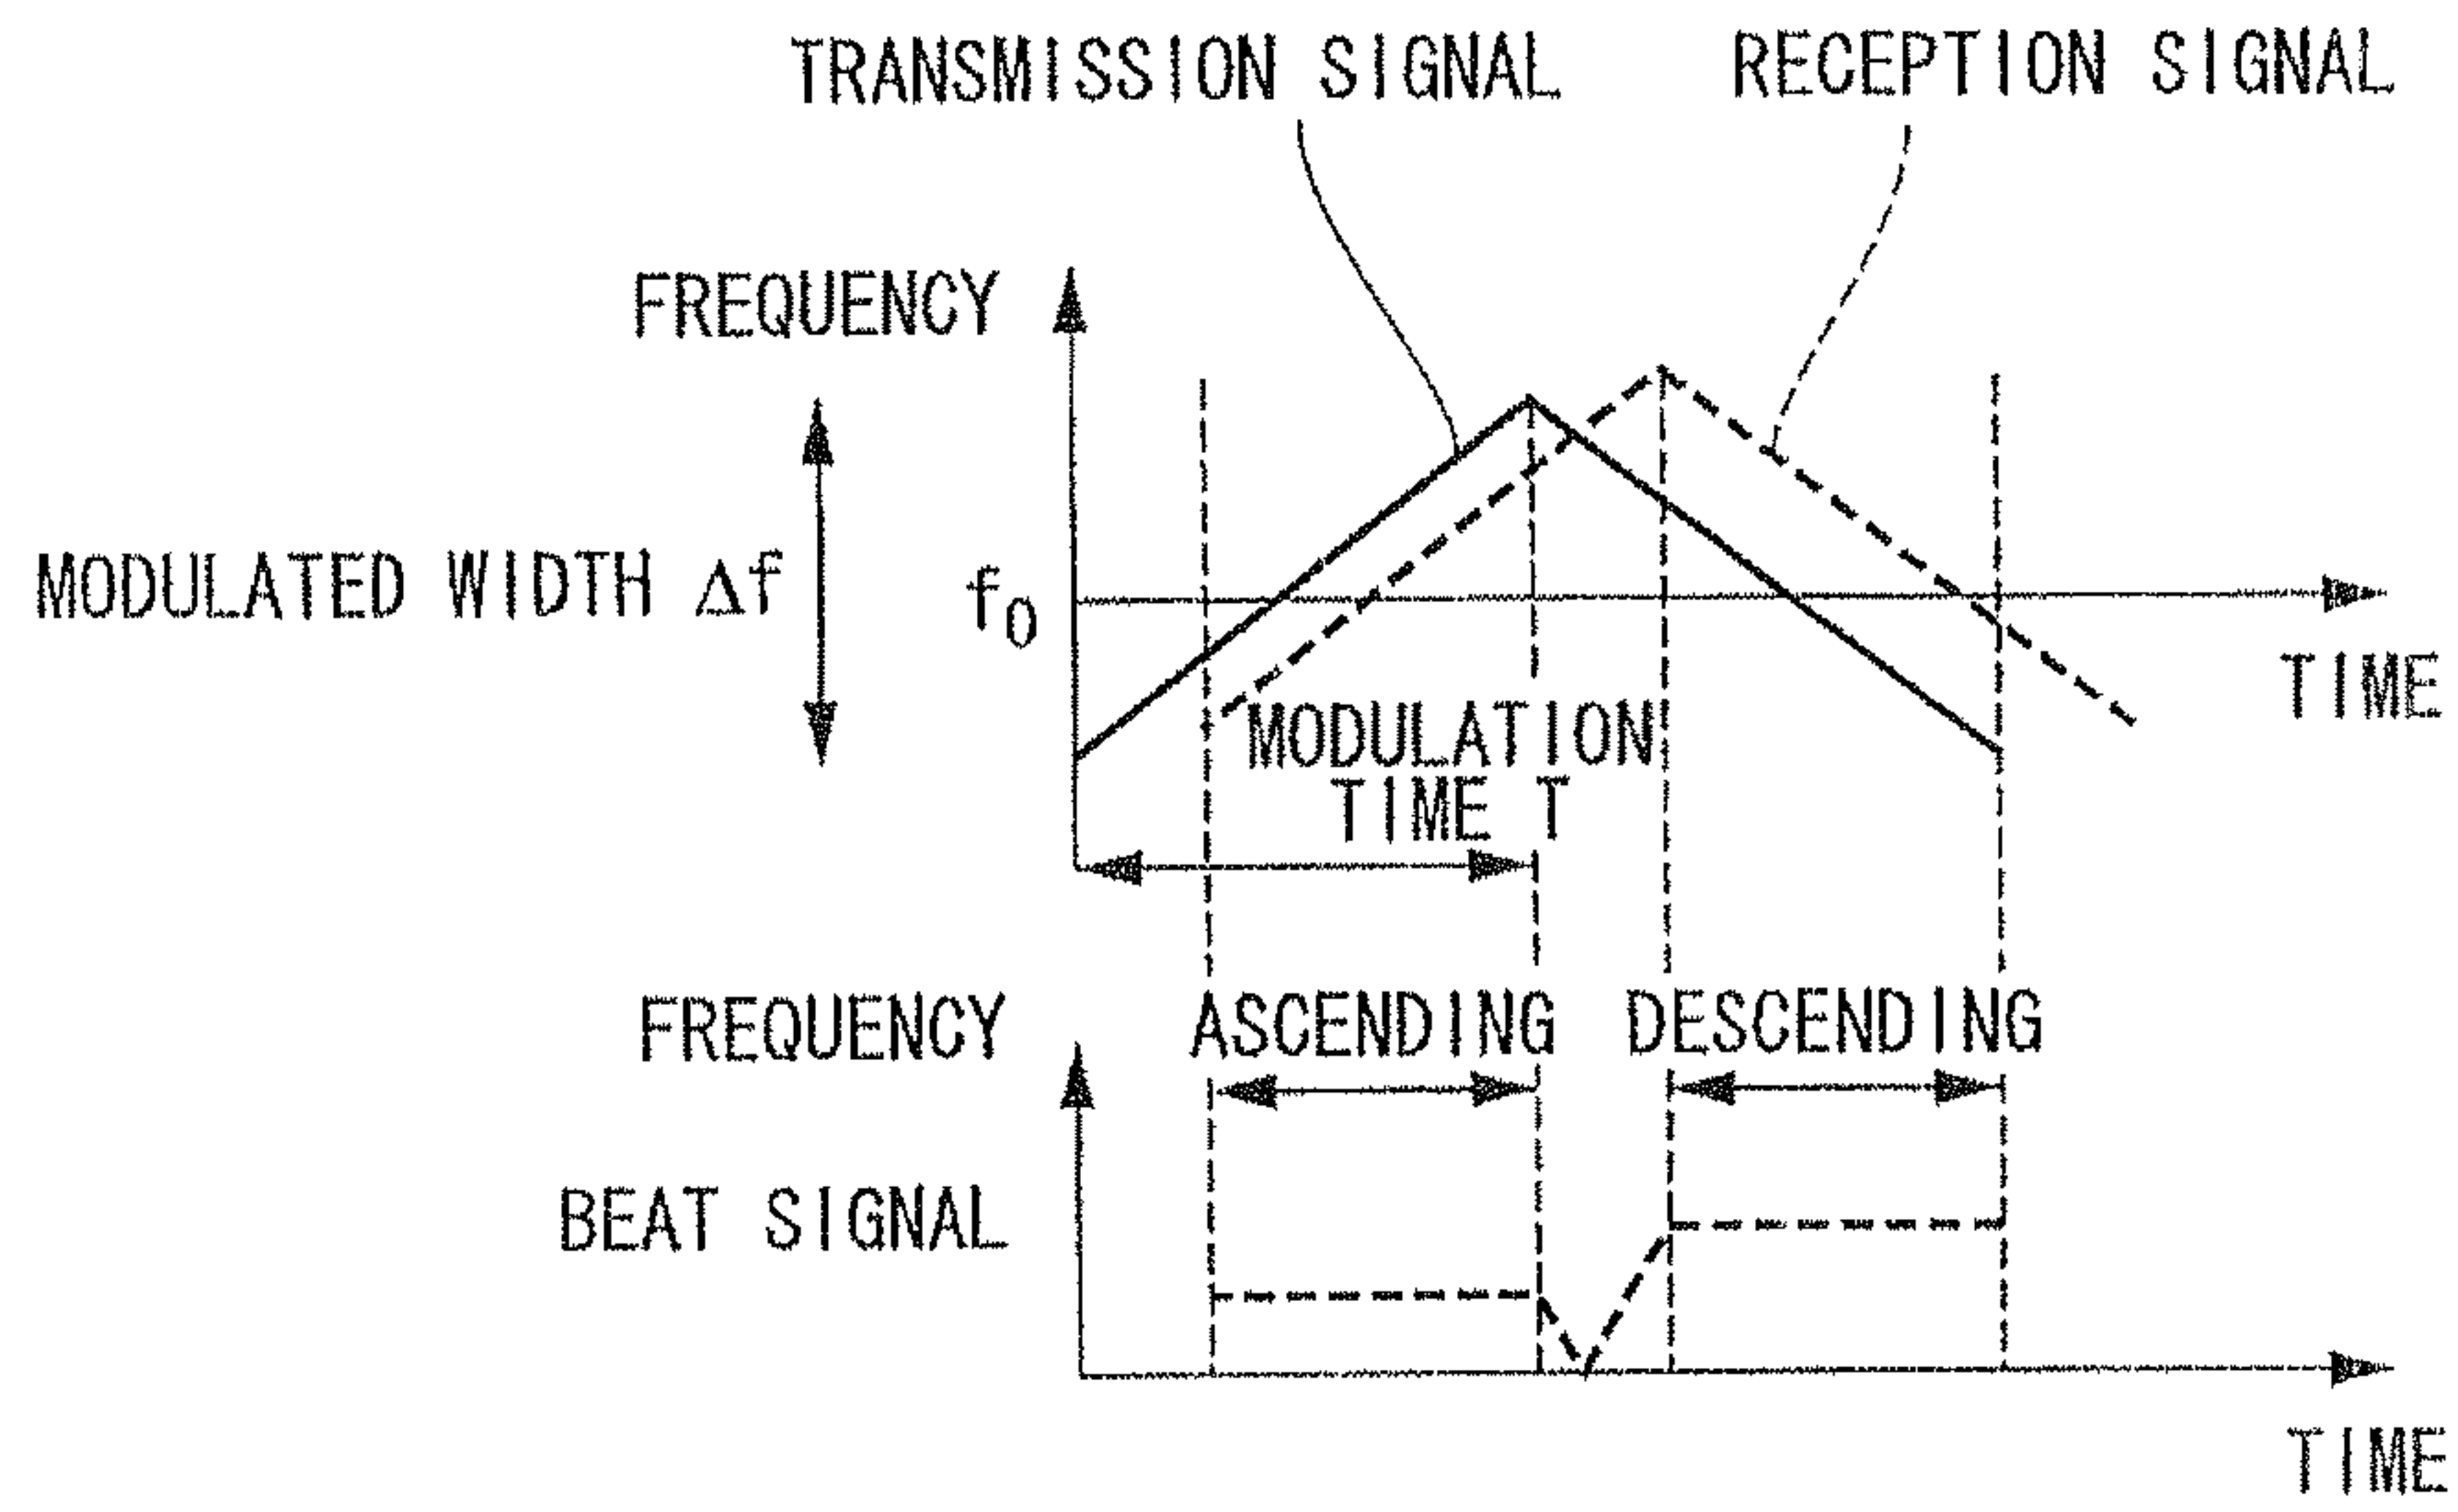 TRANSMISSION SIGNAL
RECEPTION SIGNAL
FREQUENCY
MODULATED WIDTH Δf
f0
TIME
MODULATION
TIME T
FREQUENCY
ASCENDING
DESCENDING
BEAT SIGNAL
TIME